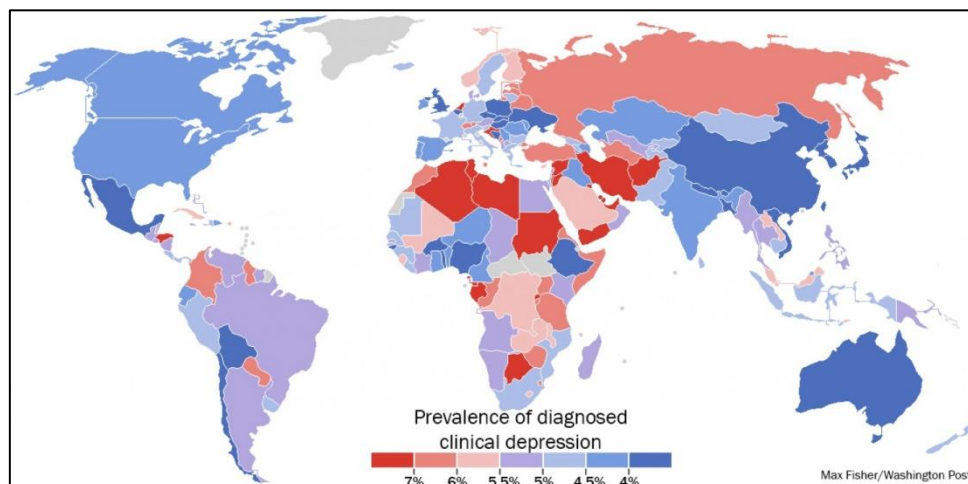 Prevalence of diagnosed
clinical depression
7% 6% 5.5% 5% 4.5% 4%
Max Fisher/Washington Post